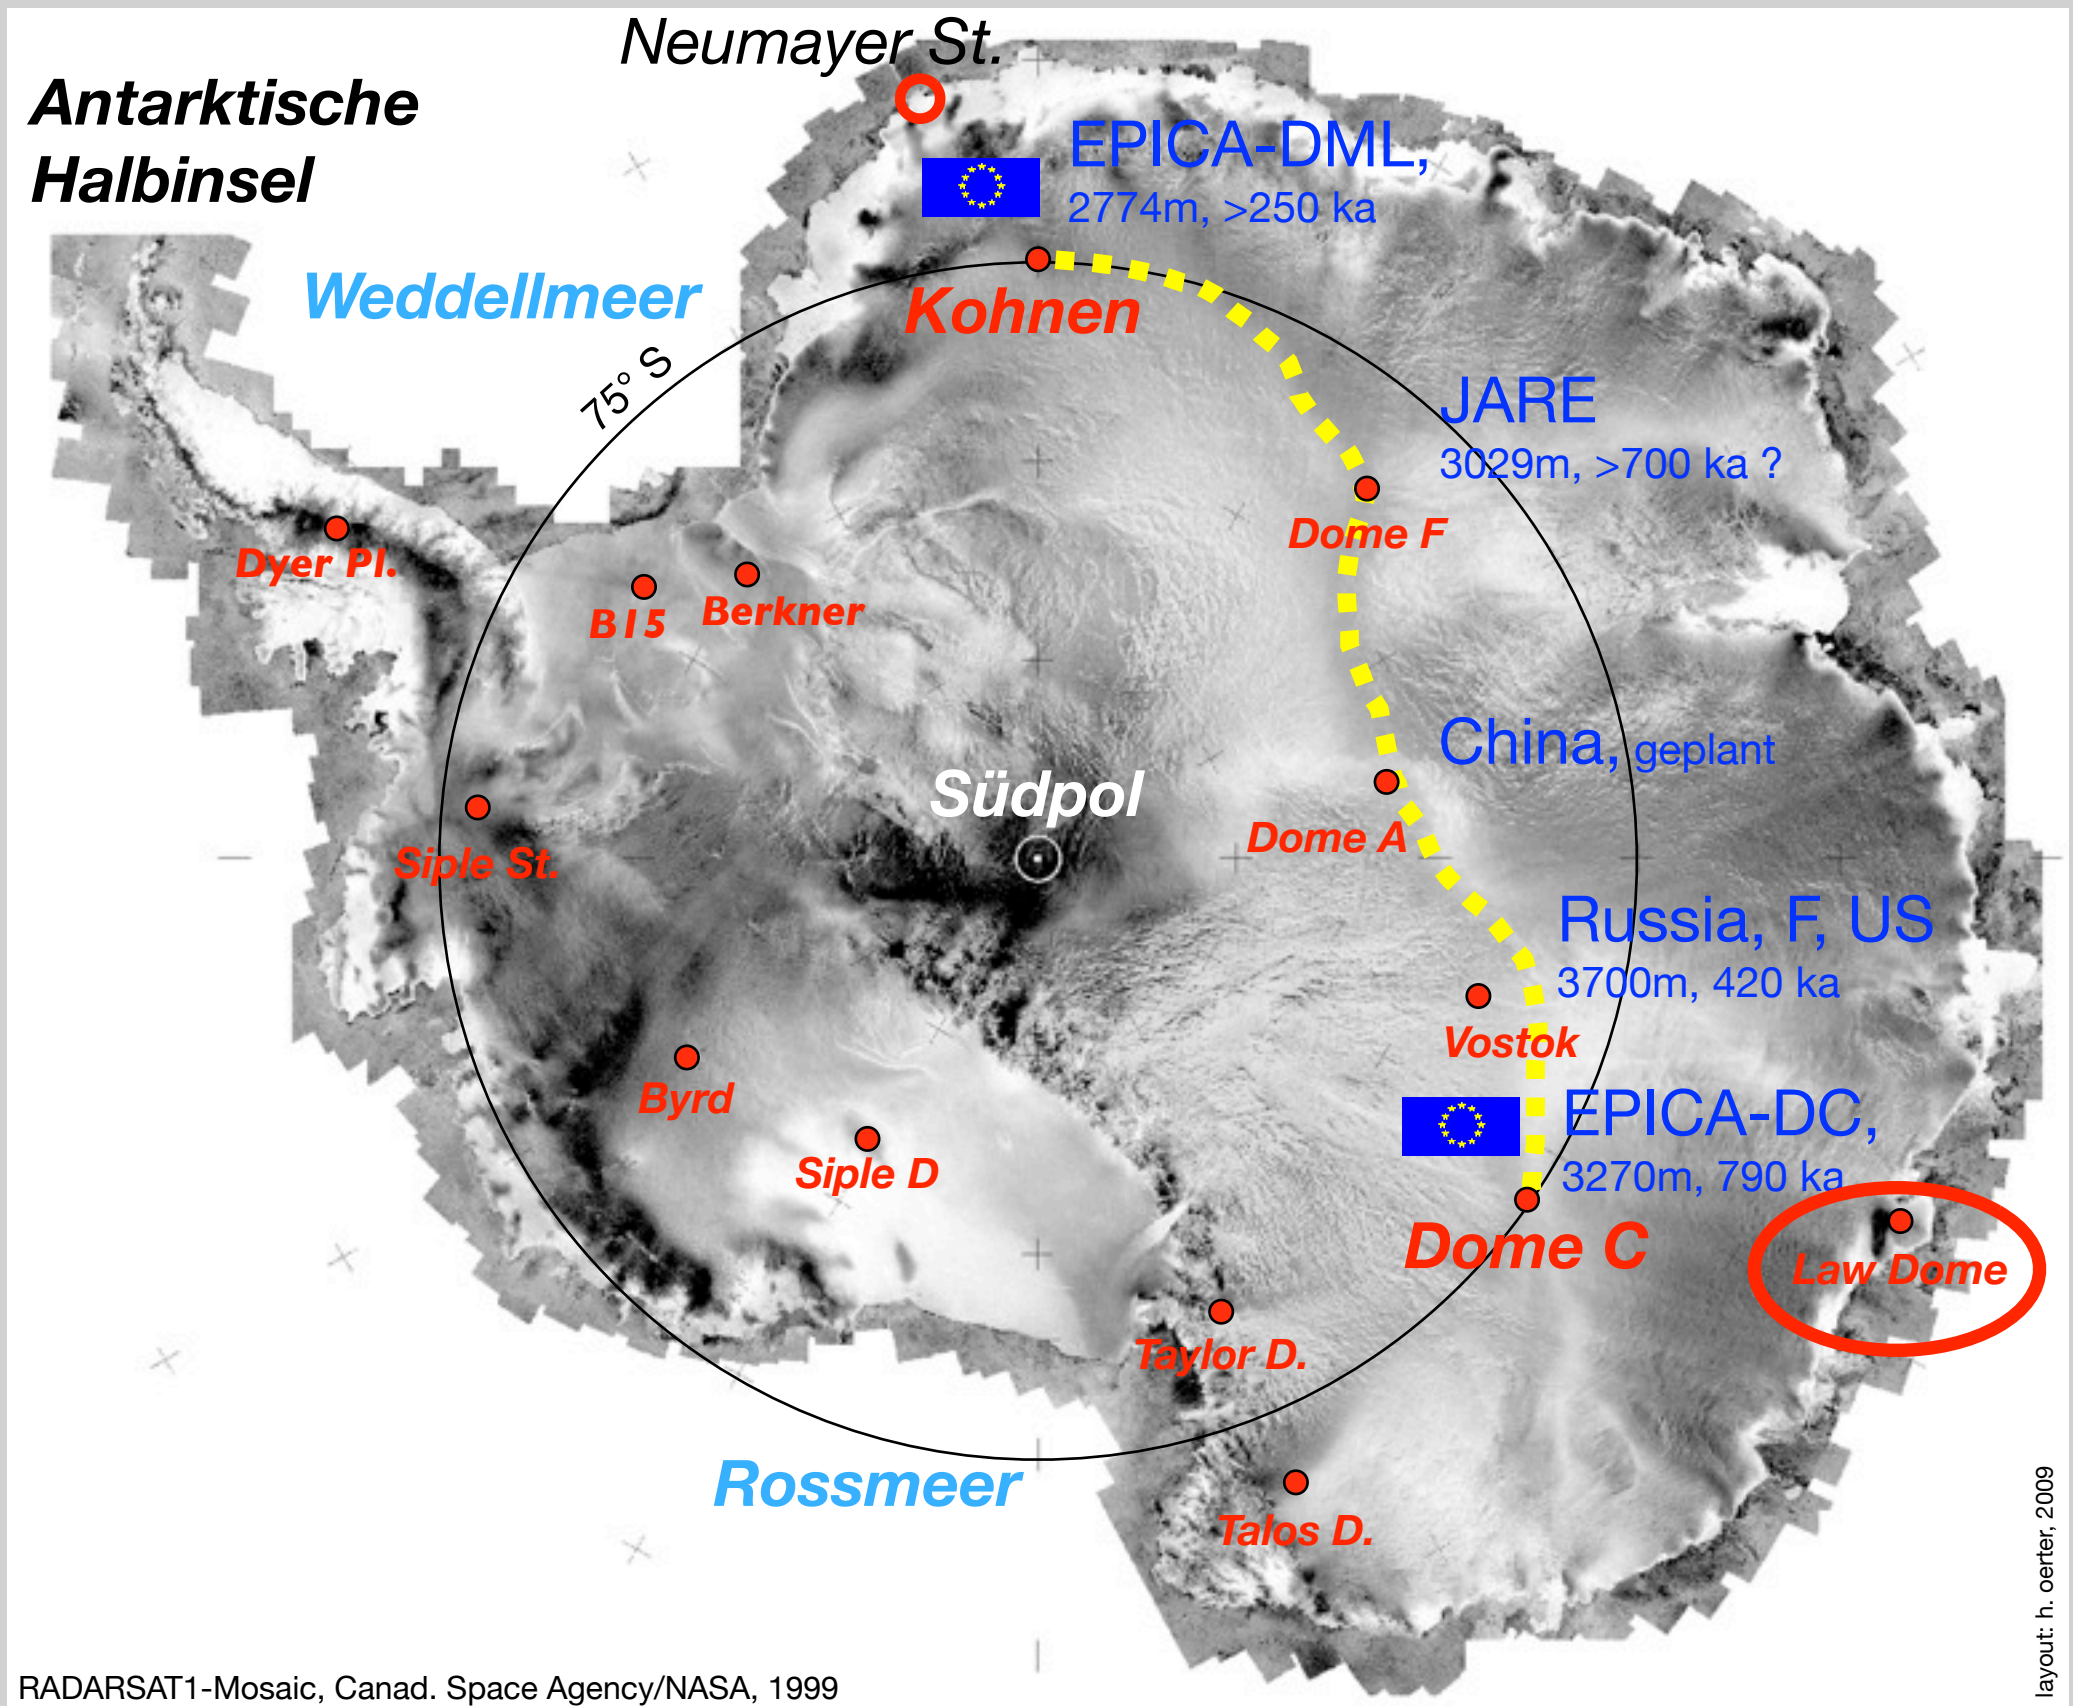 Neumayer St.
Antarktische
Halbinsel
EPICA-DML,
2774m, >250 ka
Weddellmeer
Kohnen
75° S
JARE
3029m, >700 ka ?
Dome F
Dyer Pl.
B15
Berkner
China, geplant
Südpol
Dome A
Siple St.
Russia, F, US
3700m, 420 ka
Vostok
Byrd
EPICA-DC,
3270m, 790 ka
Siple D
Dome C
Law Dome
Taylor D.
Rossmeer
Talos D.
layout: h. oerter, 2009
RADARSAT1-Mosaic, Canad. Space Agency/NASA, 1999